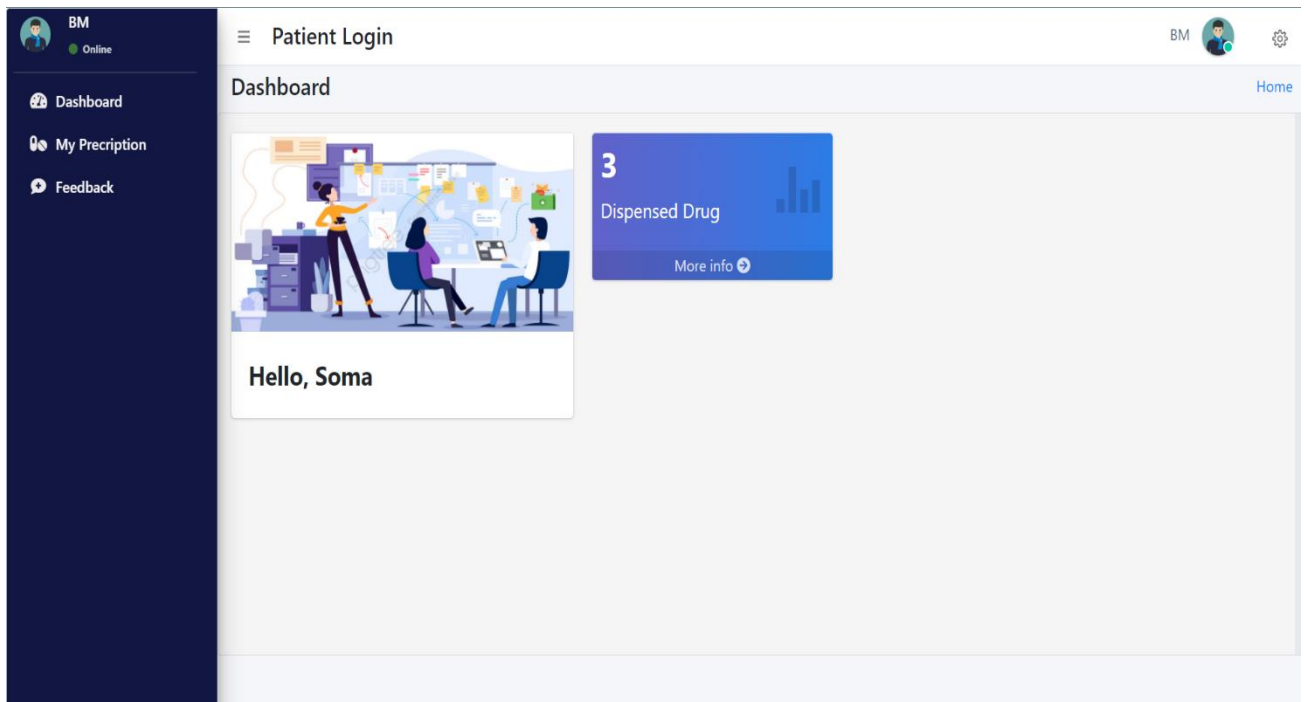 BM
Online
Dashboard
My Precription
Feedback
Patient Login
BM
Dashboard
Home
Hello, Soma
3
Dispensed Drug
More info